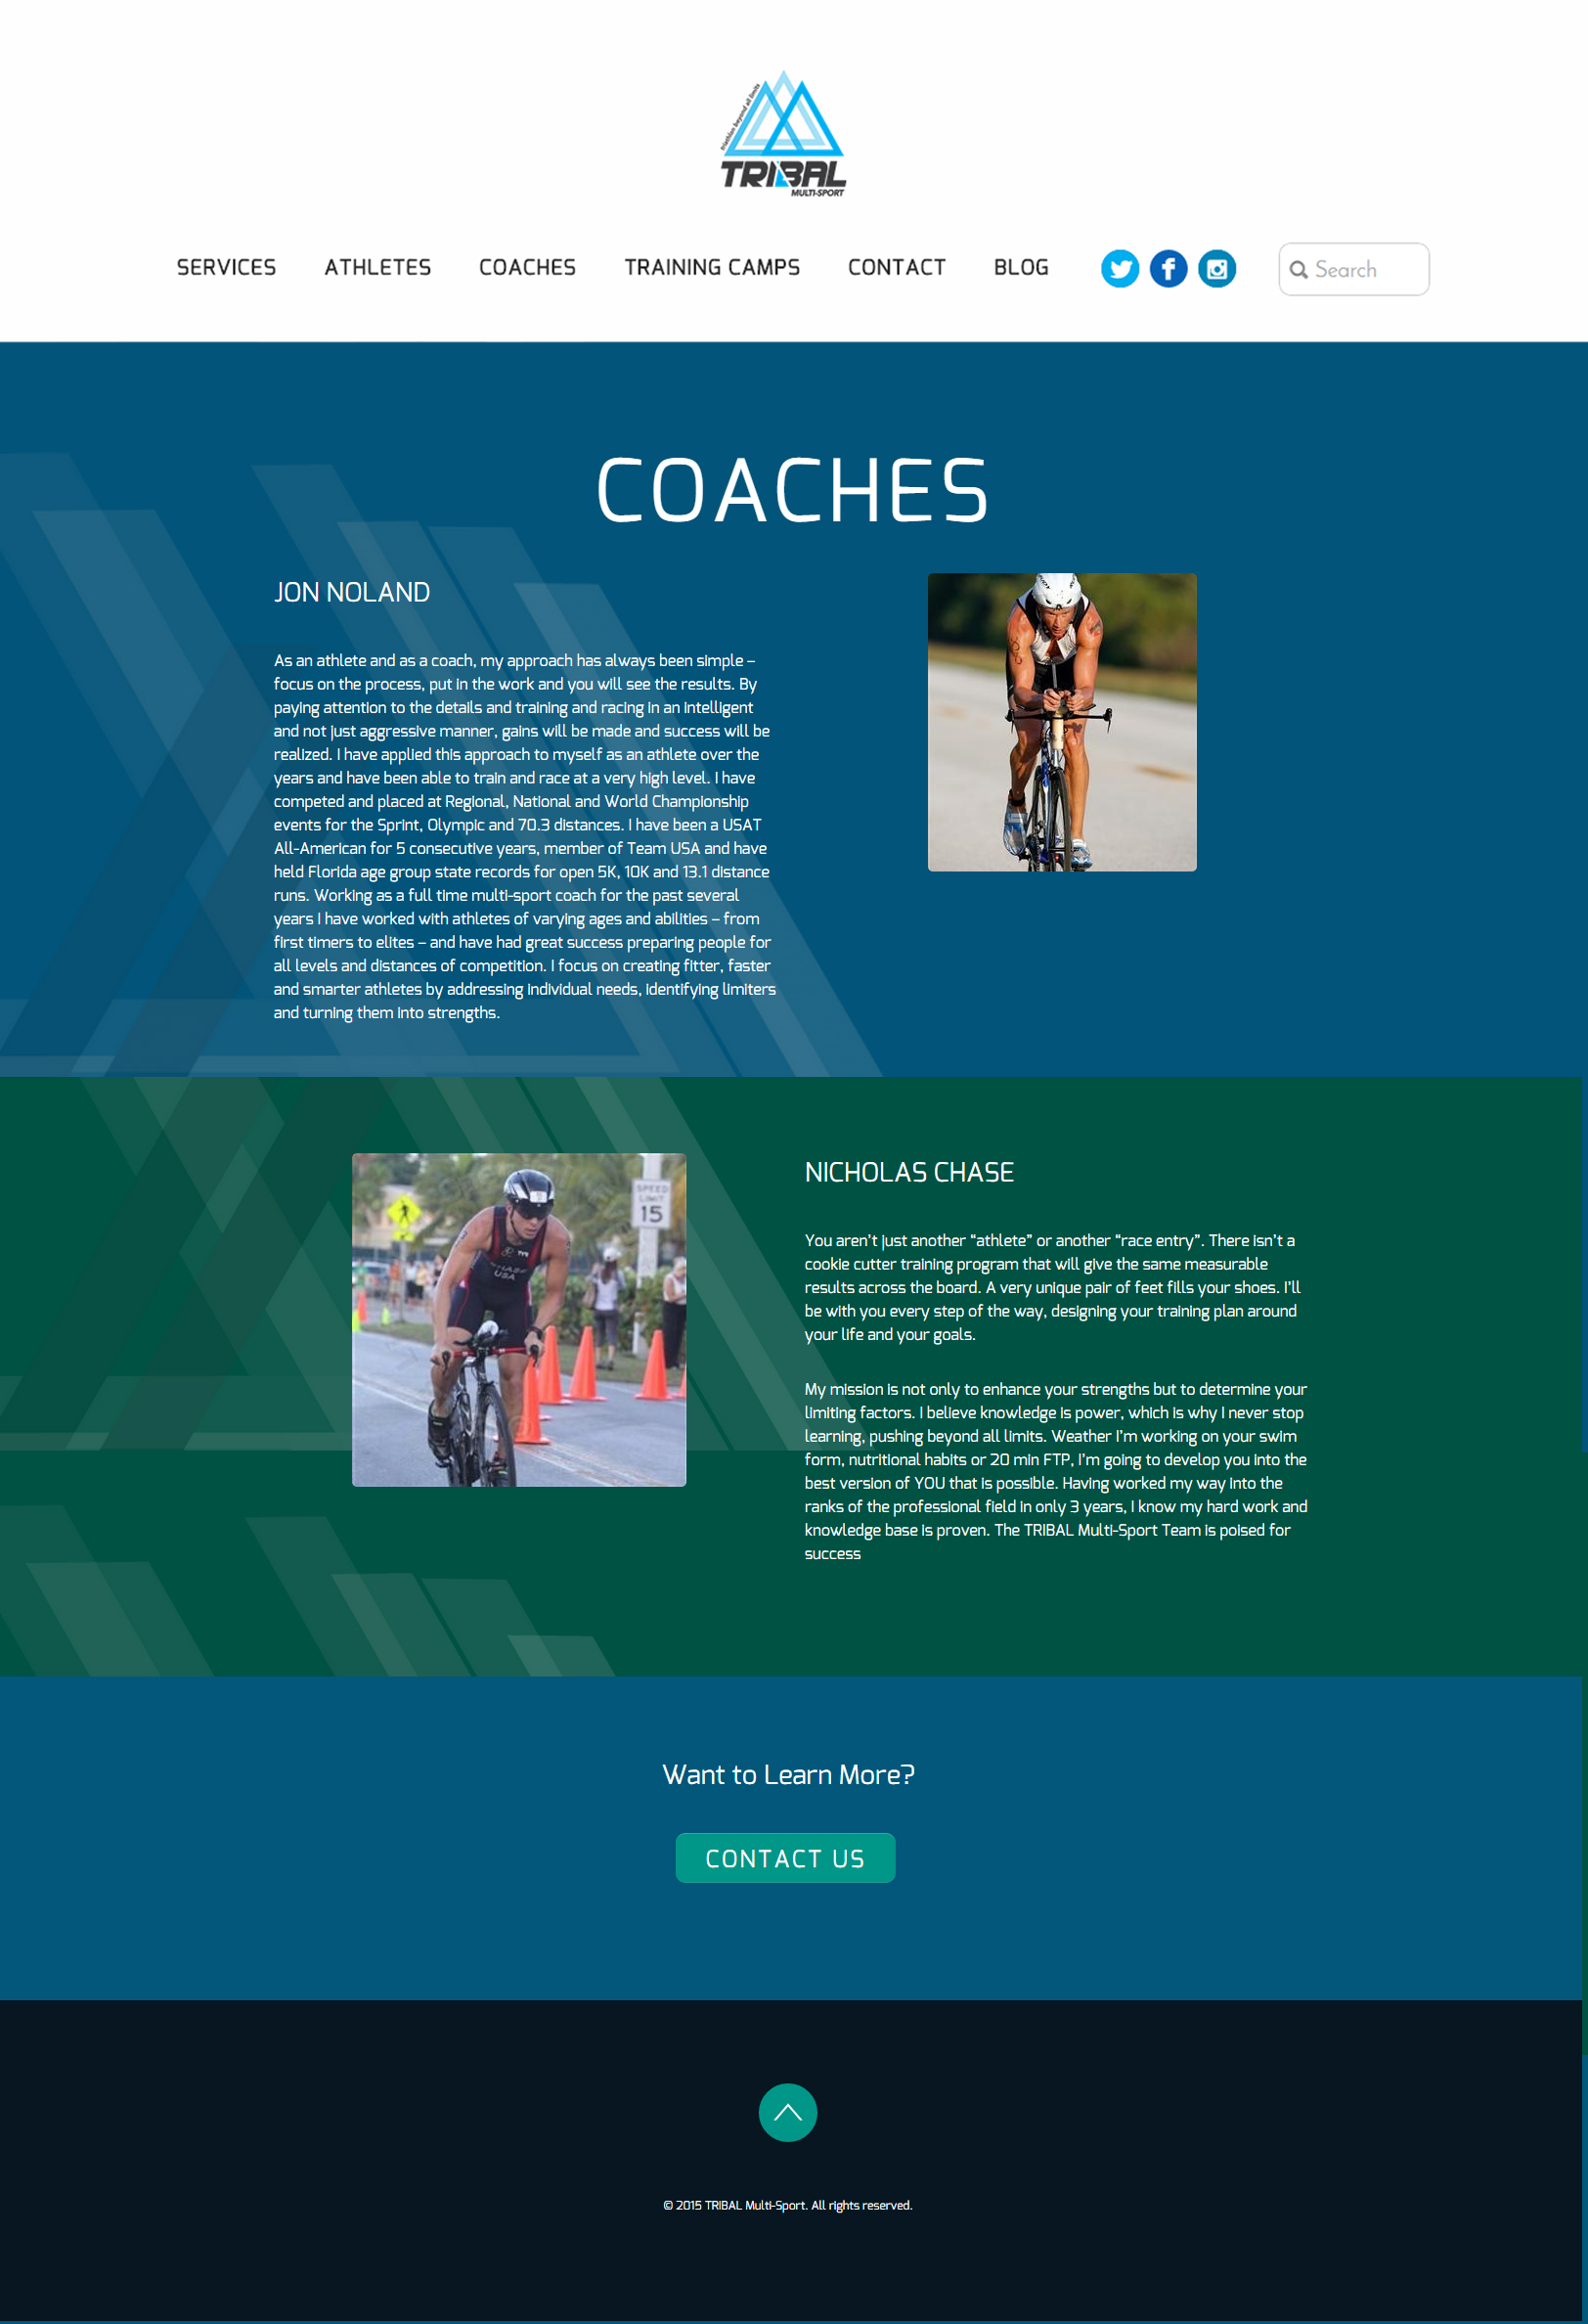 triathlon beyond all limits
TRIBAL
MULTI-SPORT
SERVICES ATHLETES COACHES TRAINING CAMPS CONTACT BLOG Search
COACHES
JON NOLAND
As an athlete and as a coach, my approach has always been simple –
focus on the process, put in the work and you will see the results. By
paying attention to the details and training and racing in an intelligent
and not just aggressive manner, gains will be made and success will be
realized. I have applied this approach to myself as an athlete over the
years and have been able to train and race at a very high level. I have
competed and placed at Regional, National and World Championship
events for the Sprint, Olympic and 70.3 distances. I have been a USAT
All-American for 5 consecutive years, member of Team USA and have
held Florida age group state records for open 5K, 10K and 13.1 distance
runs. Working as a full time multi-sport coach for the past several
years I have worked with athletes of varying ages and abilities – from
first timers to elites – and have had great success preparing people for
all levels and distances of competition. I focus on creating fitter, faster
and smarter athletes by addressing individual needs, identifying limiters
and turning them into strengths.
SPEED
LIMIT
15
CHASE
USA
NICHOLAS CHASE
You aren’t just another “athlete” or another “race entry”. There isn’t a
cookie cutter training program that will give the same measurable
results across the board. A very unique pair of feet fills your shoes. I’ll
be with you every step of the way, designing your training plan around
your life and your goals.
My mission is not only to enhance your strengths but to determine your
limiting factors. I believe knowledge is power, which is why I never stop
learning, pushing beyond all limits. Weather I’m working on your swim
form, nutritional habits or 20 min FTP, I’m going to develop you into the
best version of YOU that is possible. Having worked my way into the
ranks of the professional field in only 3 years, I know my hard work and
knowledge base is proven. The TRIBAL Multi-Sport Team is poised for
success
Want to Learn More?
CONTACT US
© 2015 TRIBAL Multi-Sport. All rights reserved.